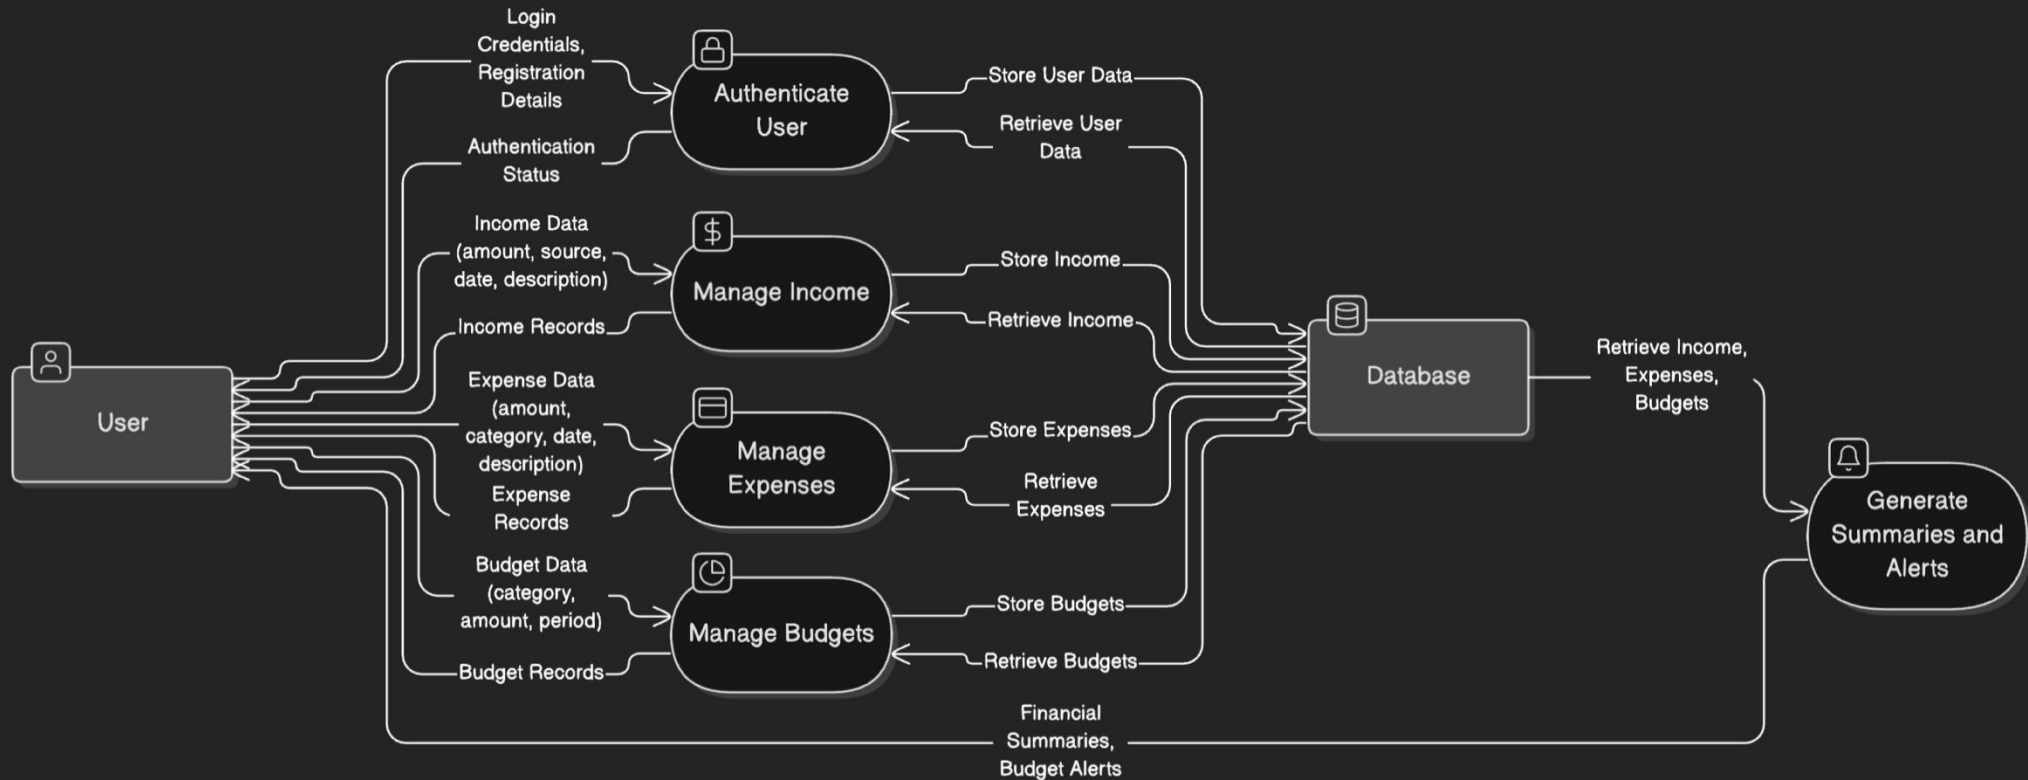 Login
Credentials,
Registration
Details
Authenticate
User
Store User Data
Retrieve User
Data
Authentication
Status
Income Data
(amount, source,
date, description)
$
Manage Income
Store Income
Retrieve Income
Income Records
User
Expense Data
(amount,
category, date,
description)
Manage
Expenses
Store Expenses
Retrieve
Expenses
Expense
Records
Budget Data
(category,
amount, period)
Manage Budgets
Store Budgets
Retrieve Budgets
Budget Records
Database
Retrieve Income,
Expenses,
Budgets
Generate
Summaries and
Alerts
Financial
Summaries,
Budget Alerts